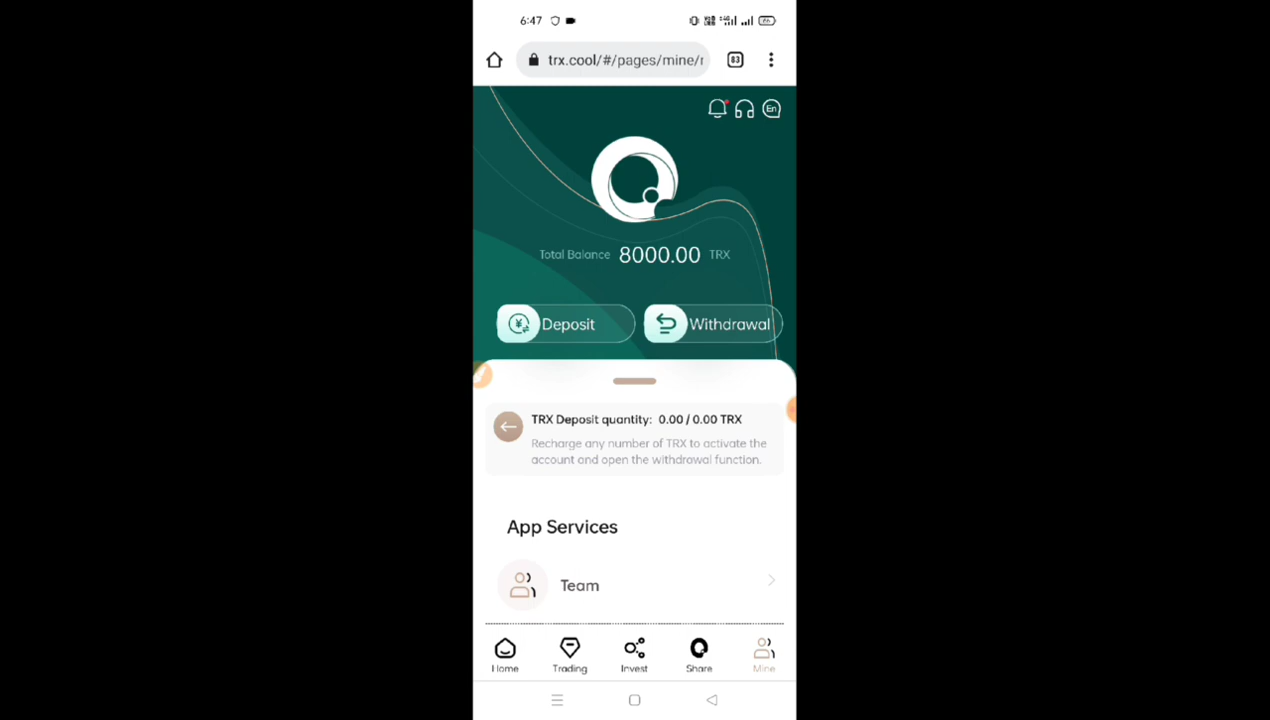 6:47
trx.cool/#/pages/mine/r
83
En
Total Balance 8000.00 TRX
Deposit
Withdrawal
TRX Deposit quantity: 0.00 / 0.00 TRX
Recharge any number of TRX to activate the
account and open the withdrawal function.
App Services
Team
Home Trading Invest Share Mine